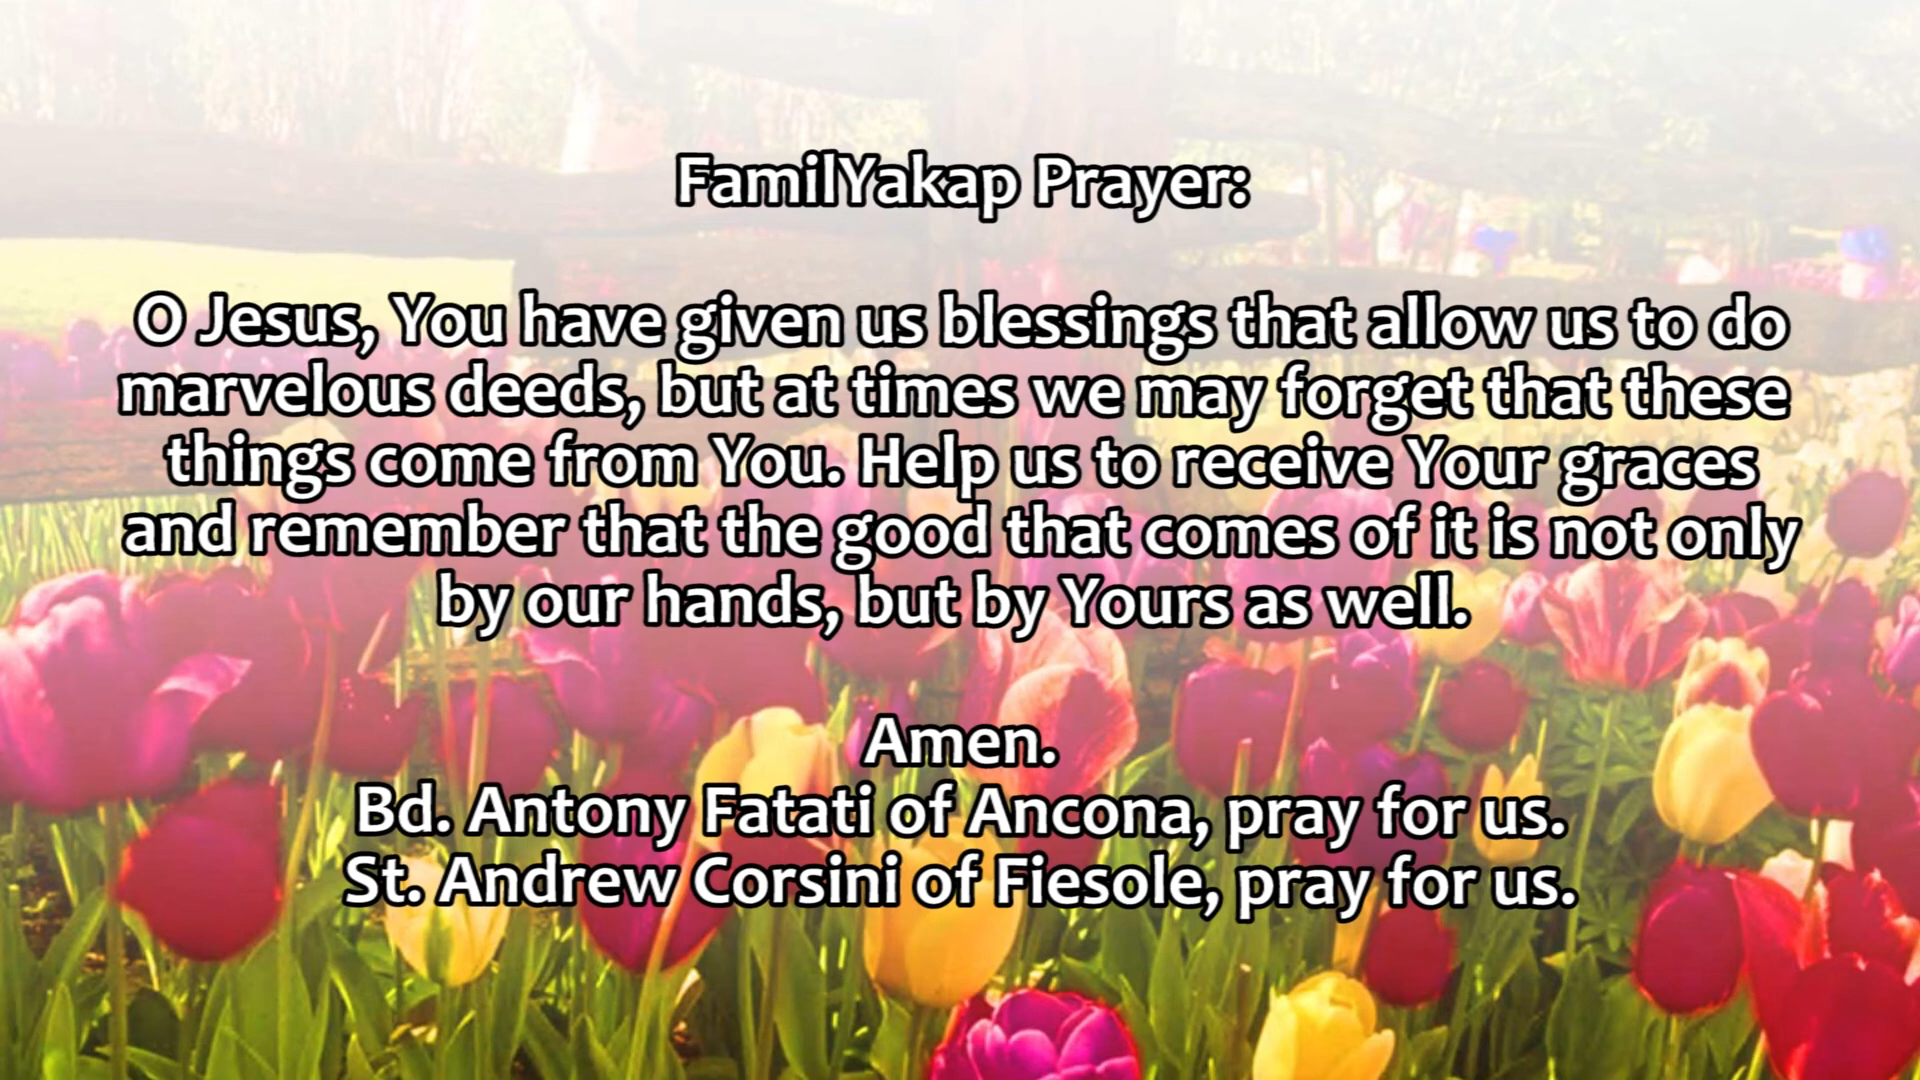 FamilYakap Prayer:
O Jesus, You have given us blessings that allow us to do
marvelous deeds, but at times we may forget that these
things come from You. Help us to receive Your graces
and remember that the good that comes of it is not only
by our hands, but by Yours as well.
Amen.
Bd. Antony Fatati of Ancona, pray for us.
St. Andrew Corsini of Fiesole, pray for us.